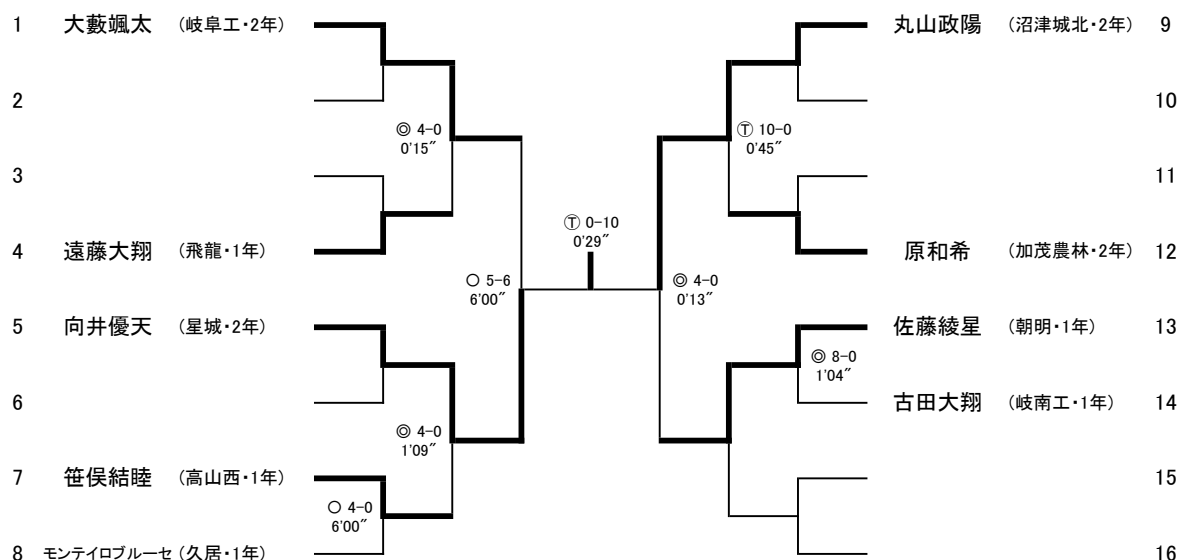 1 大藪颯太 (岐阜工・2年)
2
◎ 4-0
0'15"
3
4 遠藤大翔 (飛龍・1年)
○ 5-6
6'00"
5 向井優天 (星城・2年)
6
◎ 4-0
1'09"
7 笹俣結睦 (高山西・1年)
○ 4-0
6'00"
8 モンテイロブルーセ (久居・1年)
Ⓣ 0-10
0'29"
丸山政陽 (沼津城北・2年) 9
10
Ⓣ 10-0
0'45"
11
原和希 (加茂農林・2年) 12
◎ 4-0
0'13"
佐藤綾星 (朝明・1年) 13
◎ 8-0
1'04"
古田大翔 (岐南工・1年) 14
15
16